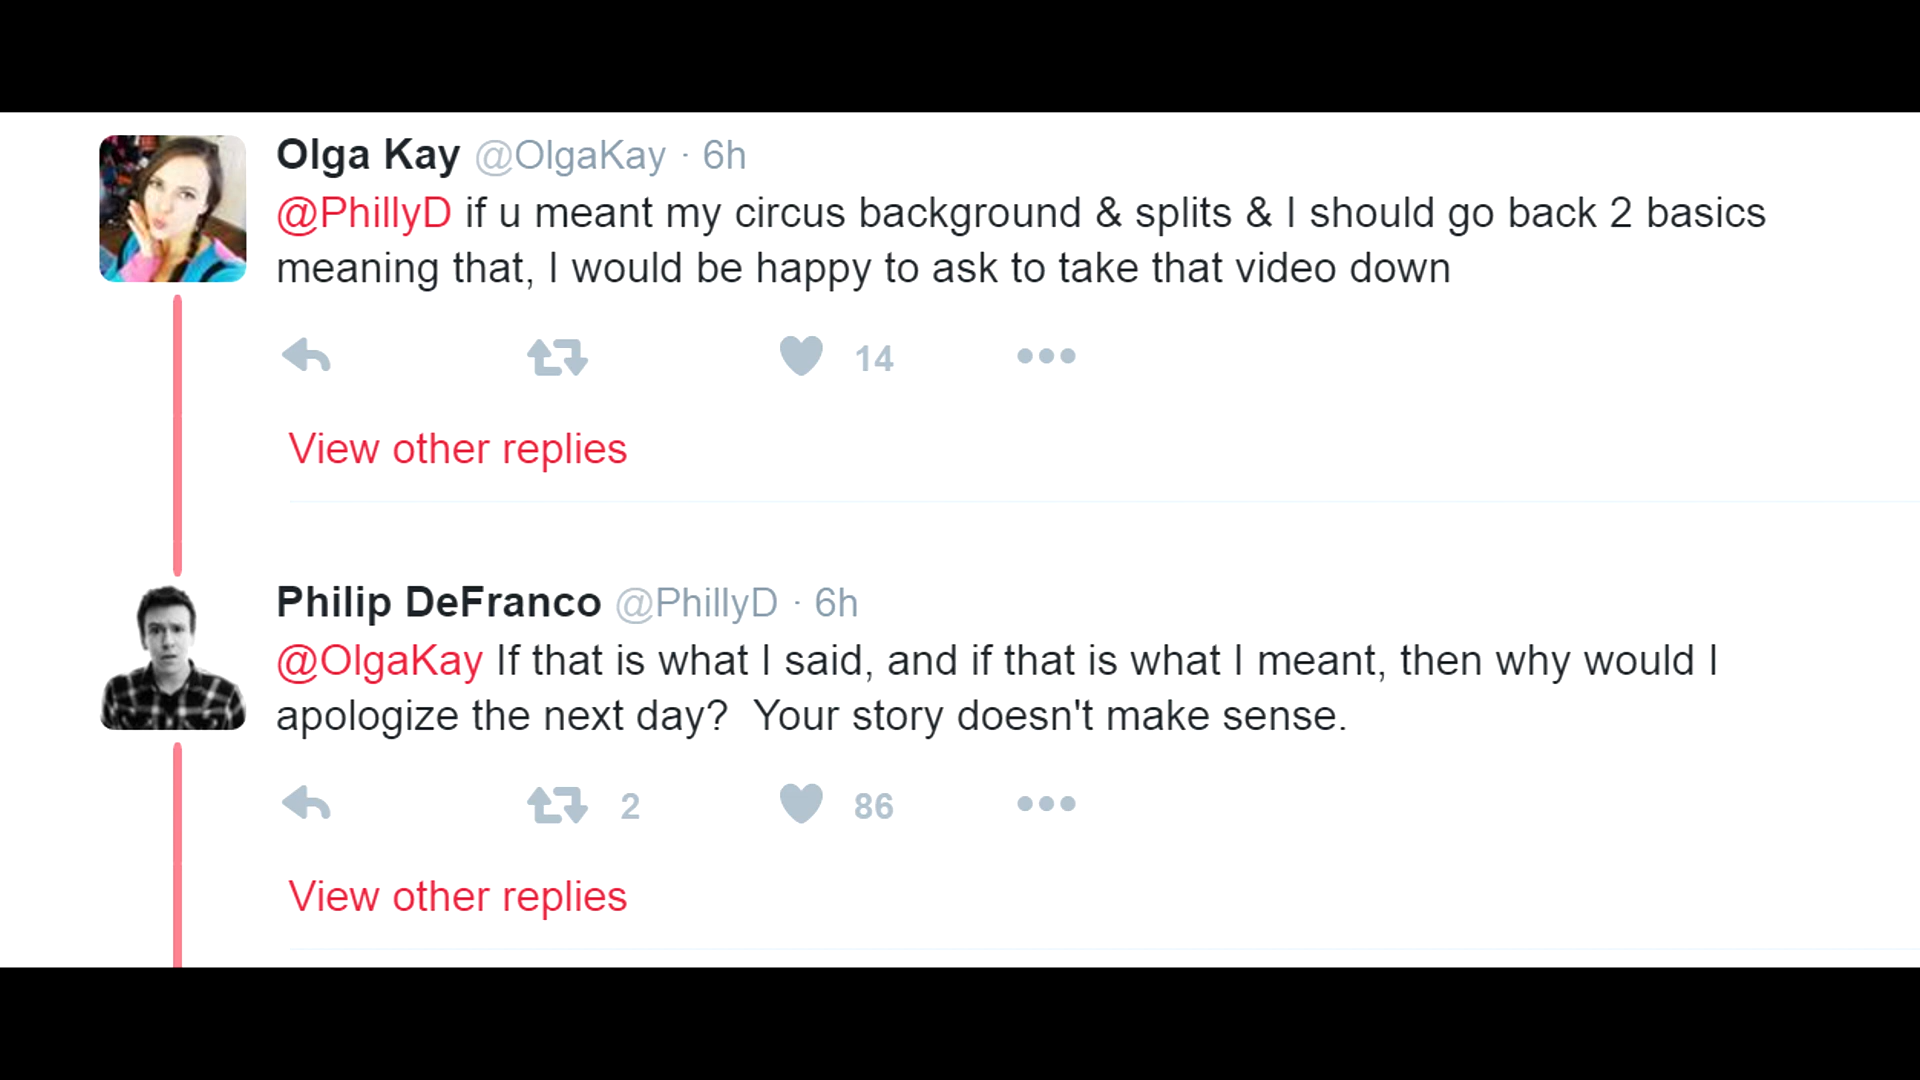 Olga Kay @OlgaKay · 6h
@PhillyD if u meant my circus background & splits & I should go back 2 basics
meaning that, I would be happy to ask to take that video down
14
View other replies
Philip DeFranco @PhillyD · 6h
@OlgaKay If that is what I said, and if that is what I meant, then why would I
apologize the next day?  Your story doesn't make sense.
2 86
View other replies